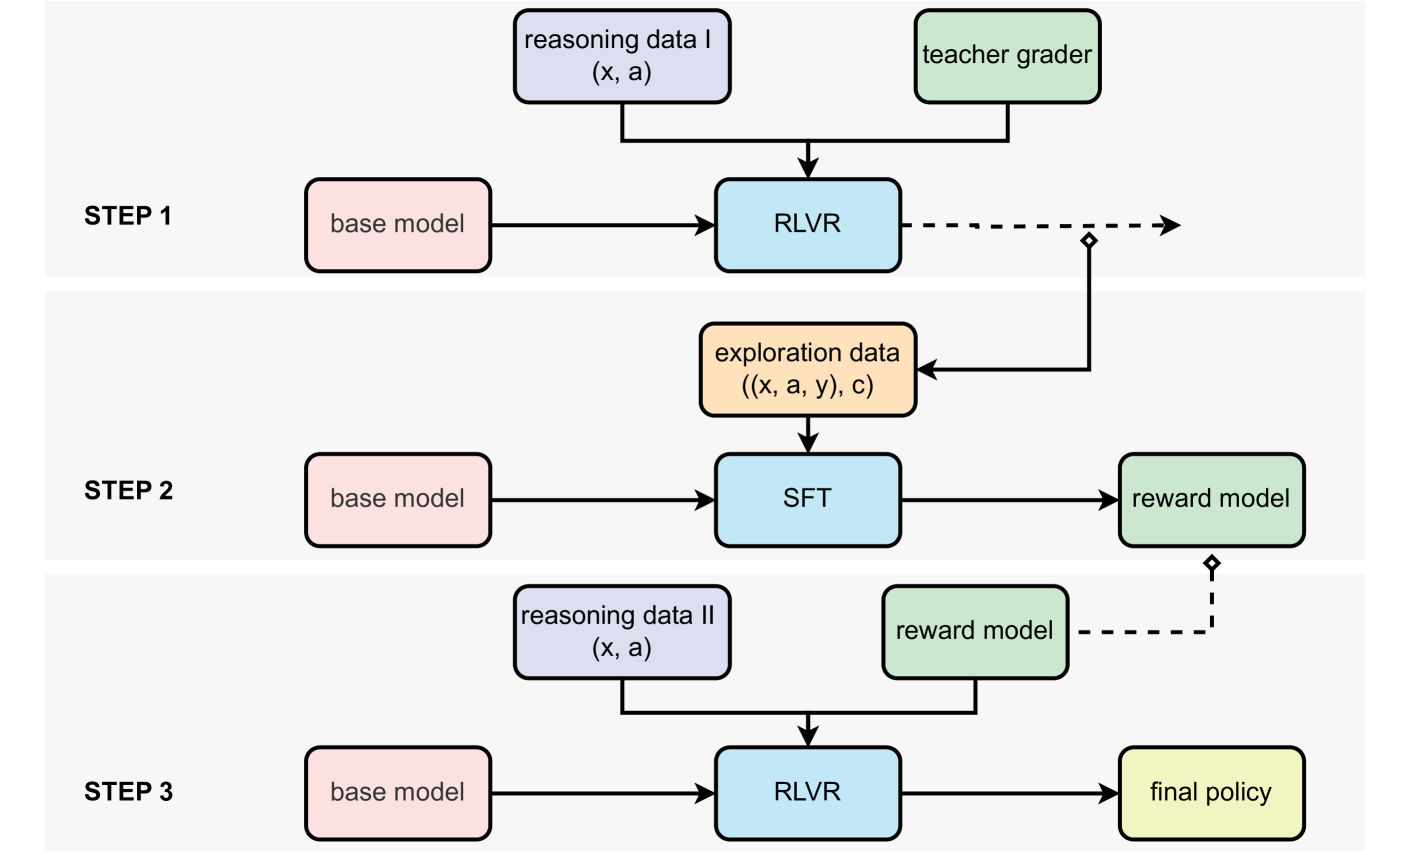 reasoning data I
(x, a)
teacher grader
STEP 1
base model
RLVR
exploration data
((x, a, y), c)
STEP 2
base model
SFT
reward model
reasoning data II
(x, a)
reward model
STEP 3
base model
RLVR
final policy